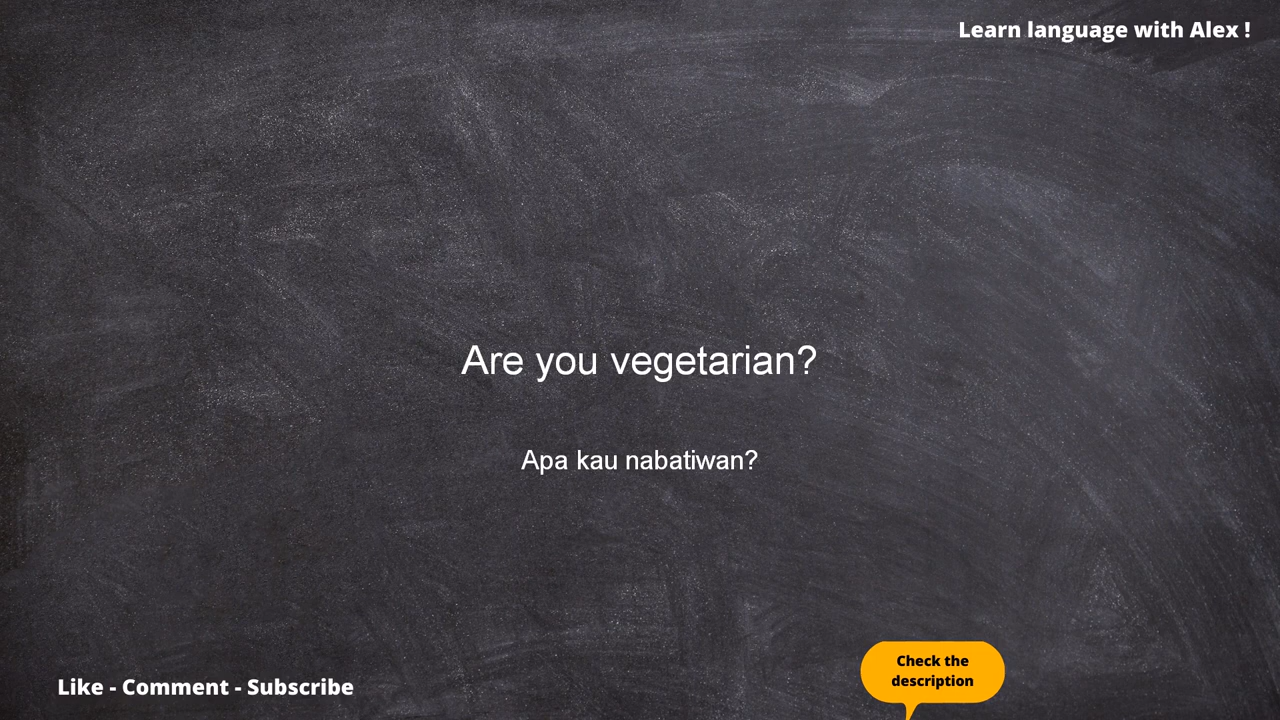 Learn language with Alex !
Are you vegetarian?
Apa kau nabatiwan?
Like - Comment - Subscribe
Check the
description